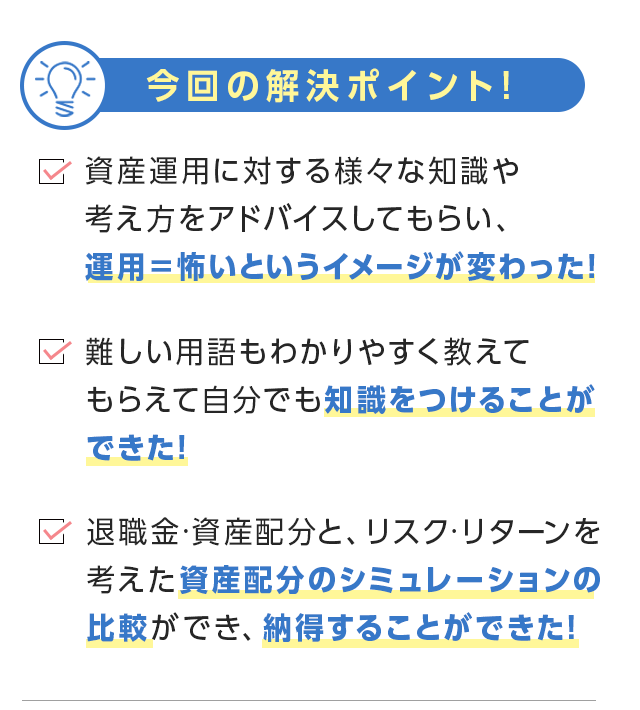 今回の解決ポイント!
資産運用に対する様々な知識や
考え方をアドバイスしてもらい、
運用＝怖いというイメージが変わった!
難しい用語もわかりやすく教えて
もらえて自分でも知識をつけることが
できた!
退職金·資産配分と、リスク·リターンを
考えた資産配分のシミュレーションの
比較ができ、納得することができた!